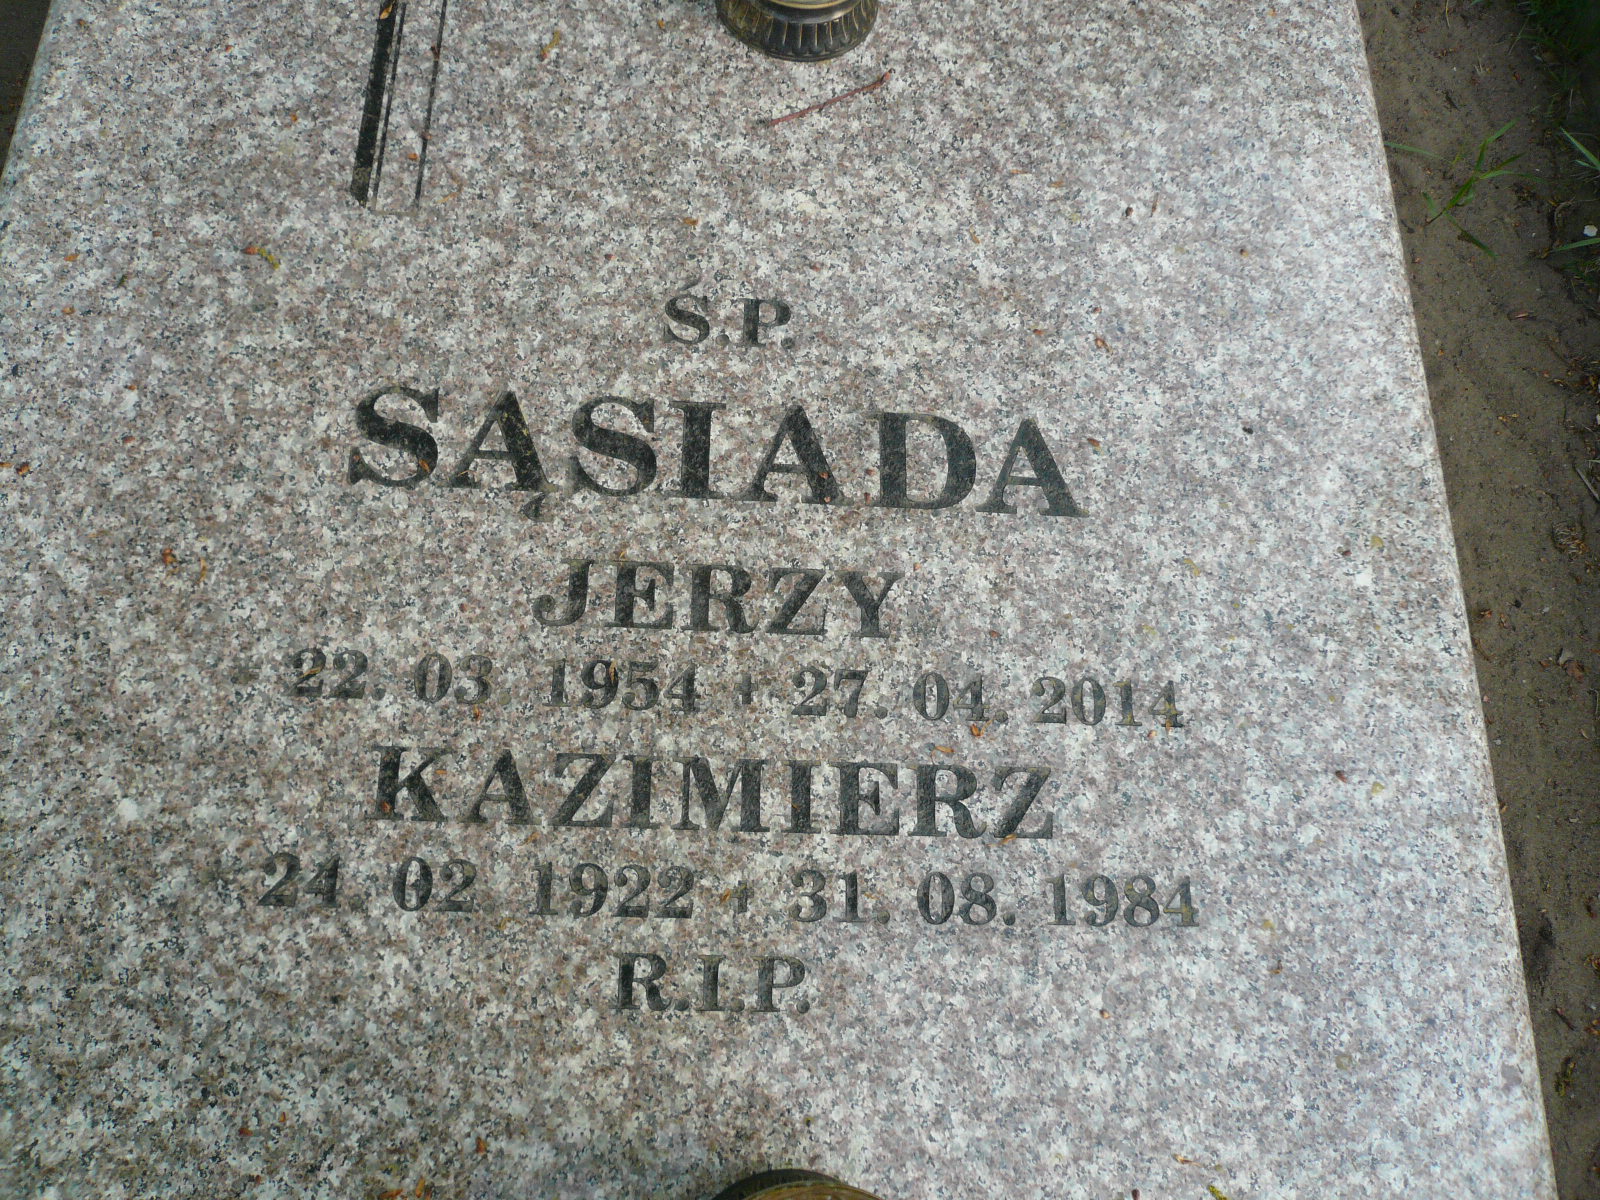 Ś.P.
SĄSIADA
JERZY
22. 03. 1954 + 27. 04. 2014
KAZIMIERZ
24. 02 1922 + 31. 08. 1984
R.I.P.